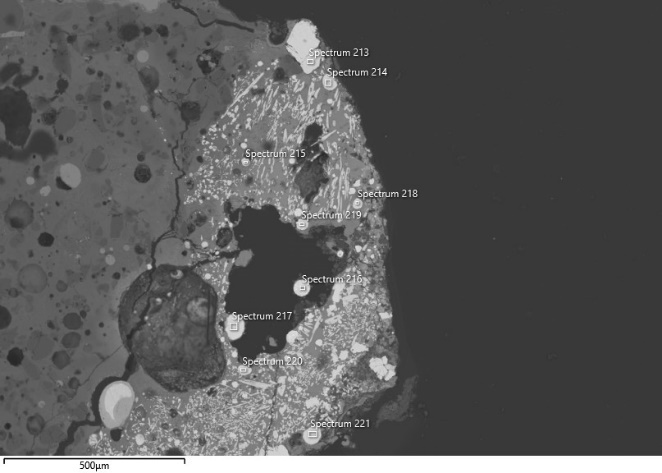 Spectrum 213
Spectrum 214
Spectrum 215
Spectrum 218
Spectrum 219
Spectrum 216
Spectrum 217
Spectrum 220
Spectrum 221
500µm